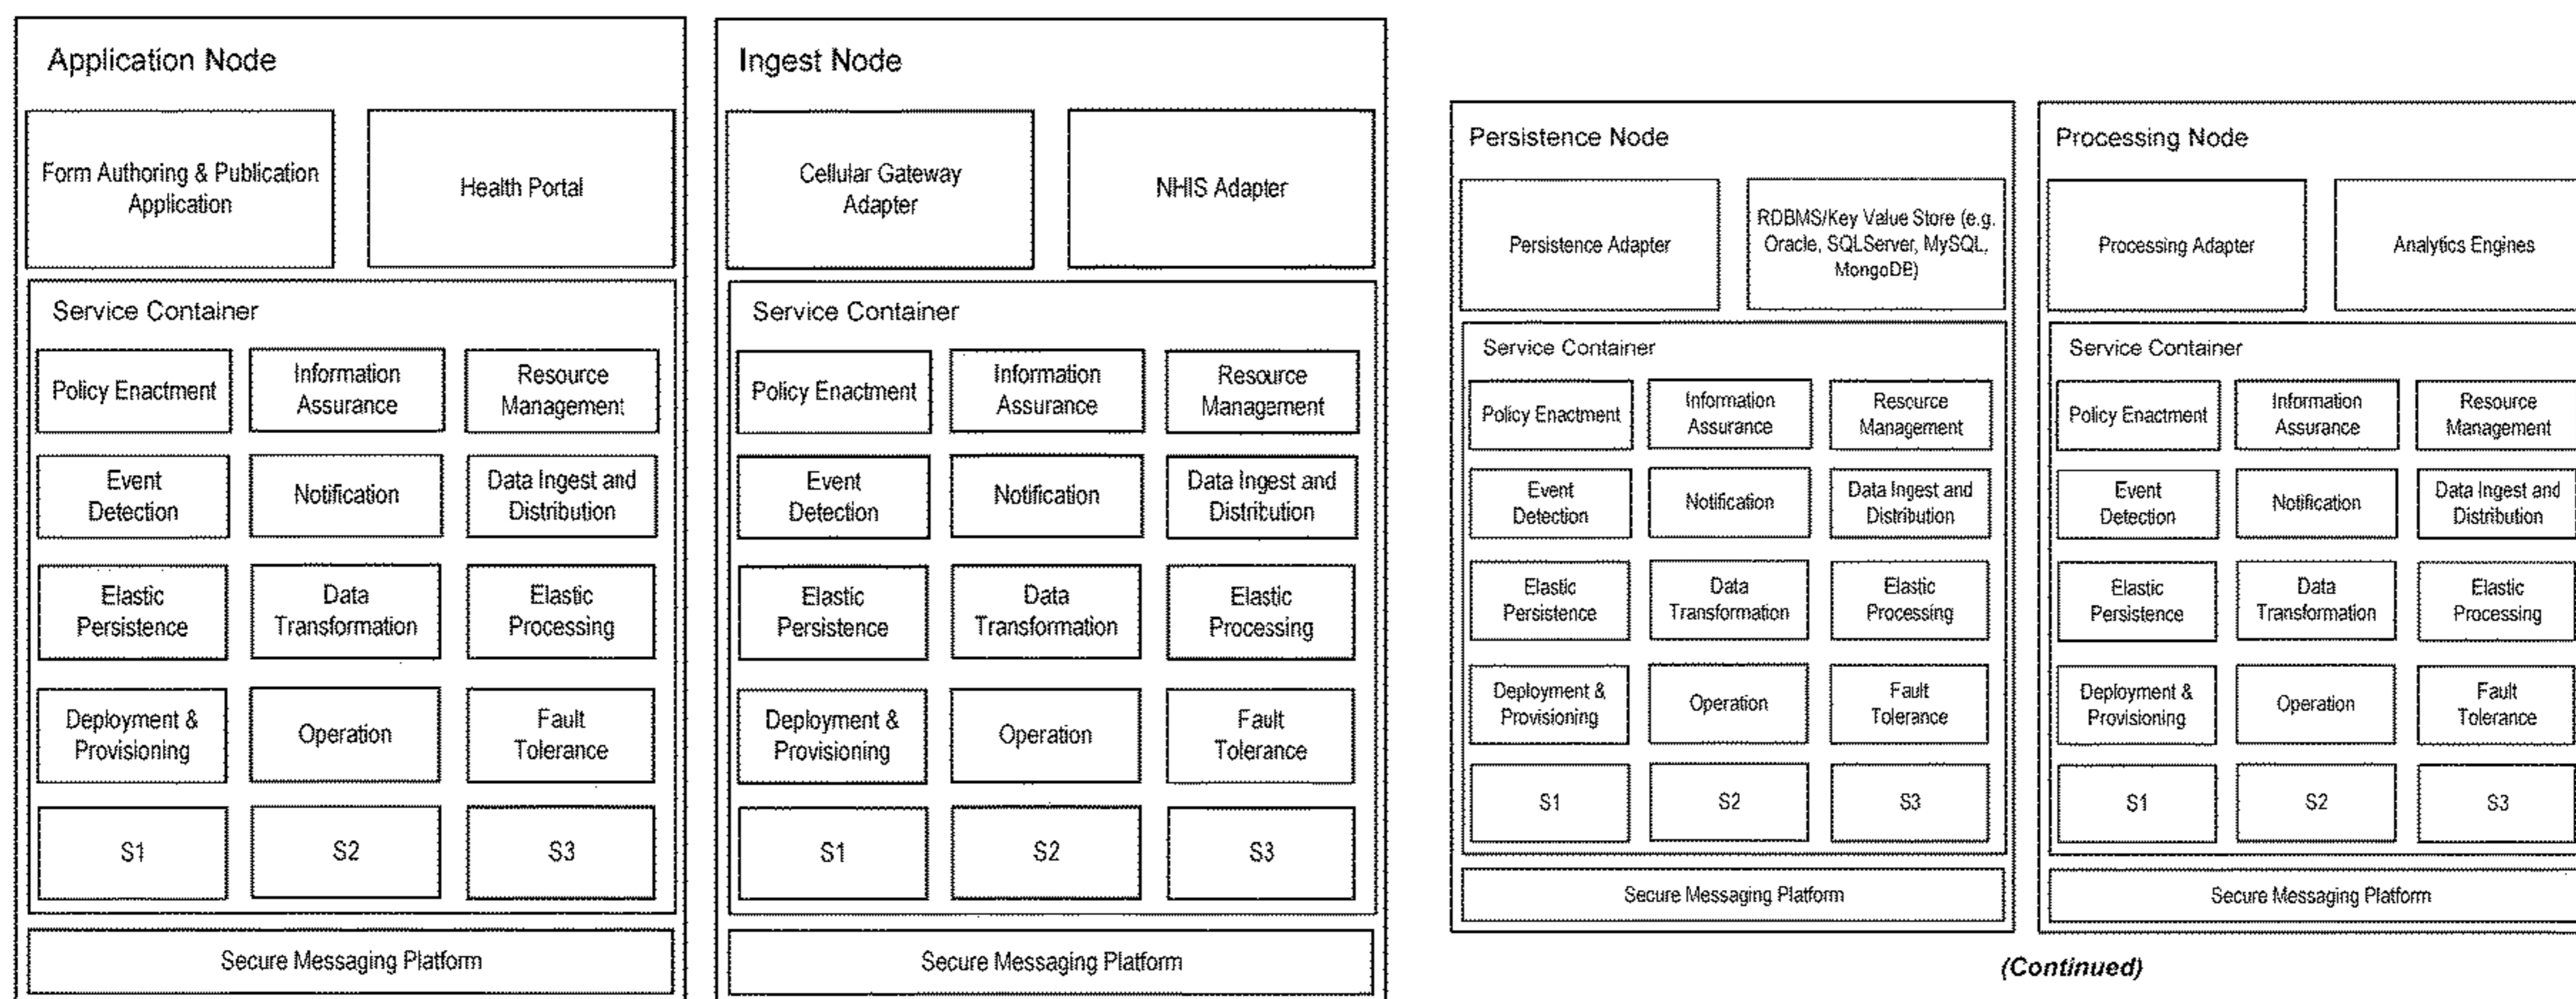 Application Node
Form Authoring & Publication
Application
Health Portal
Service Container
Policy Enactment
Information
Assurance
Resource
Management
Event
Detection
Notification
Data Ingest and
Distribution
Elastic
Persistence
Data
Transformation
Elastic
Processing
Deployment &
Provisioning
Operation
Fault
Tolerance
S1
S2
S3
Secure Messaging Platform
Ingest Node
Cellular Gateway
Adapter
NHIS Adapter
Service Container
Policy Enactment
Information
Assurance
Resource
Management
Event
Detection
Notification
Data Ingest and
Distribution
Elastic
Persistence
Data
Transformation
Elastic
Processing
Deployment &
Provisioning
Operation
Fault
Tolerance
S1
S2
S3
Secure Messaging Platform
Persistence Node
Persistence Adapter
RDBMS/Key Value Store (e.g.
Oracle, SQLServer, MySQL,
MongoDB)
Service Container
Policy Enactment
Information
Assurance
Resource
Management
Event
Detection
Notification
Data Ingest and
Distribution
Elastic
Persistence
Data
Transformation
Elastic
Processing
Deployment &
Provisioning
Operation
Fault
Tolerance
S1
S2
S3
Secure Messaging Platform
Processing Node
Processing Adapter
Analytics Engines
Service Container
Policy Enactment
Information
Assurance
Resource
Management
Event
Detection
Notification
Data Ingest and
Distribution
Elastic
Persistence
Data
Transformation
Elastic
Processing
Deployment &
Provisioning
Operation
Fault
Tolerance
S1
S2
S3
Secure Messaging Platform
(Continued)